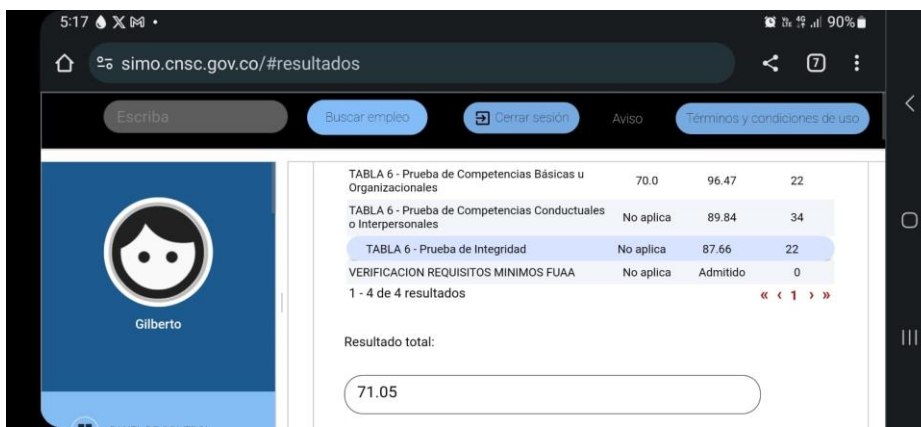 5:17
90%
simo.cnsc.gov.co/#resultados
7
Escriba
Buscar empleo
Cerrar sesión
Aviso
Términos y condiciones de uso
TABLA 6 - Prueba de Competencias Básicas u
Organizacionales
70.0 96.47 22
TABLA 6 - Prueba de Competencias Conductuales
o Interpersonales
No aplica 89.84 34
TABLA 6 - Prueba de Integridad No aplica 87.66 22
VERIFICACION REQUISITOS MINIMOS FUAA No aplica Admitido 0
1 - 4 de 4 resultados « ‹ 1 › »
Gilberto
Resultado total:
71.05